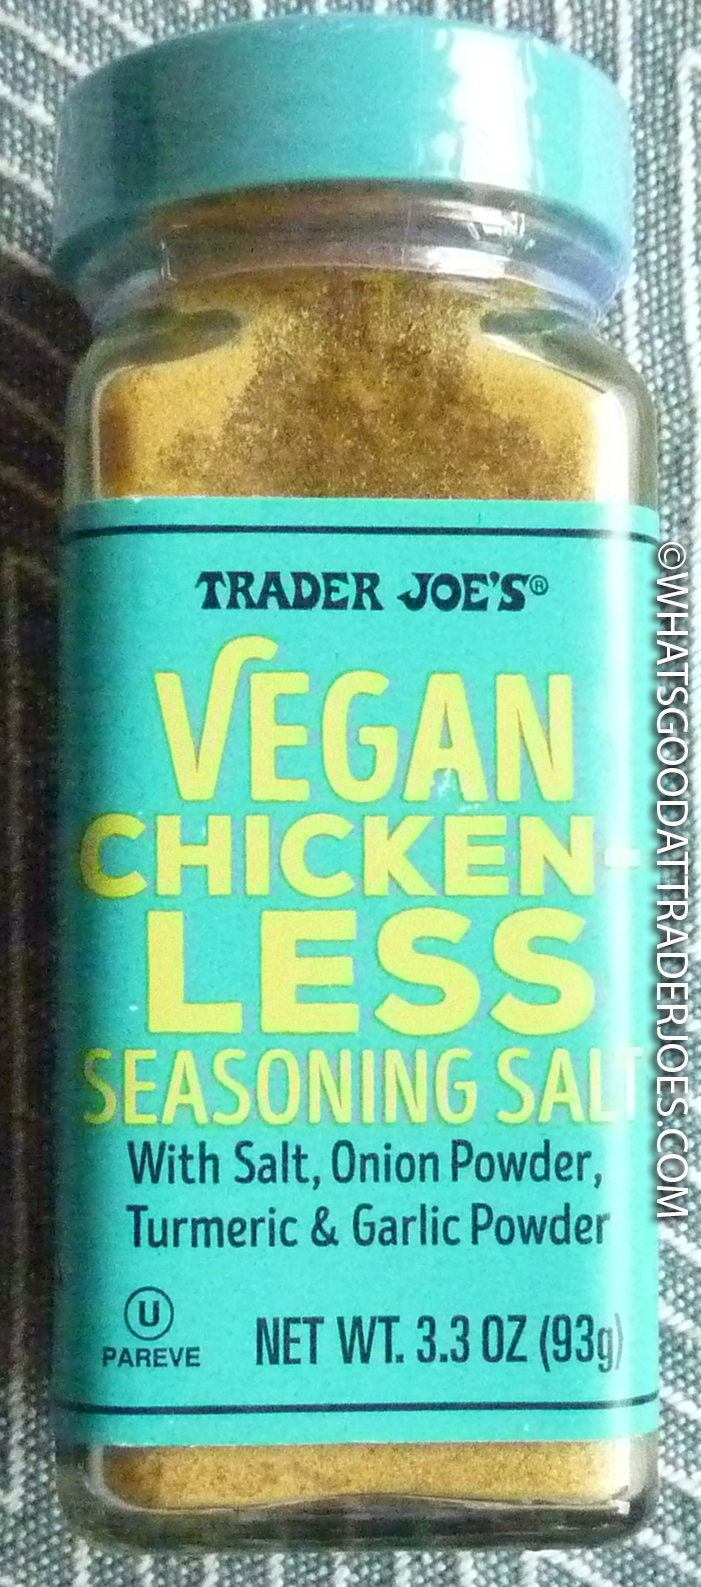 TRADER JOE'S®
VEGAN
CHICKEN-
LESS
SEASONING SALT
With Salt, Onion Powder,
Turmeric & Garlic Powder
U
PAREVE
NET WT. 3.3 OZ (93g)
©WHATSGOODATTRADERJOES.COM